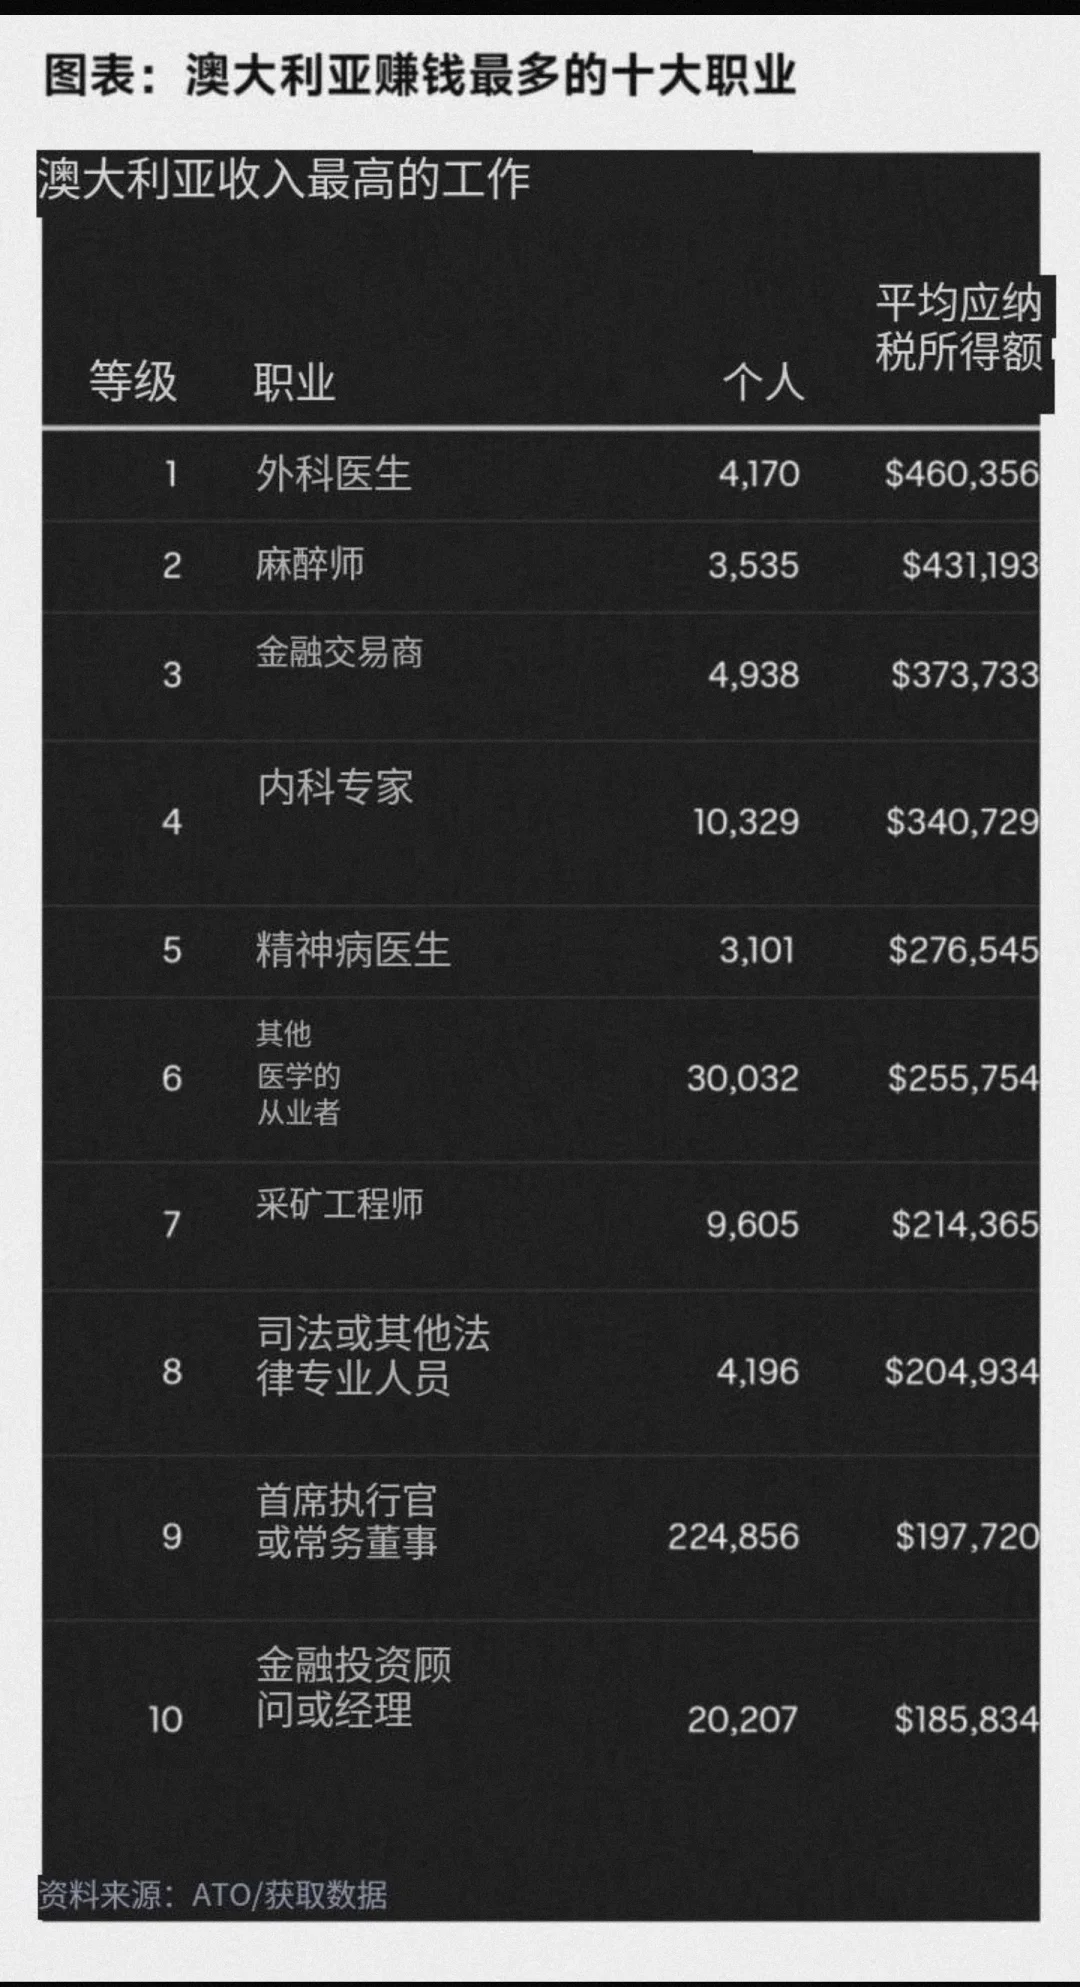 图表：澳大利亚赚钱最多的十大职业
澳大利亚收入最高的工作
平均应纳
税所得额
等级 职业 个人
1 外科医生 4,170 $460,356
2 麻醉师 3,535 $431,193
3 金融交易商 4,938 $373,733
4 内科专家 10,329 $340,729
5 精神病医生 3,101 $276,545
其他
医学的
6 30,032 $255,754
从业者
7 采矿工程师 9,605 $214,365
司法或其他法
律专业人员
8 4,196 $204,934
首席执行官
或常务董事
9 224,856 $197,720
金融投资顾
问或经理
10 20,207 $185,834
资料来源：ATO/获取数据